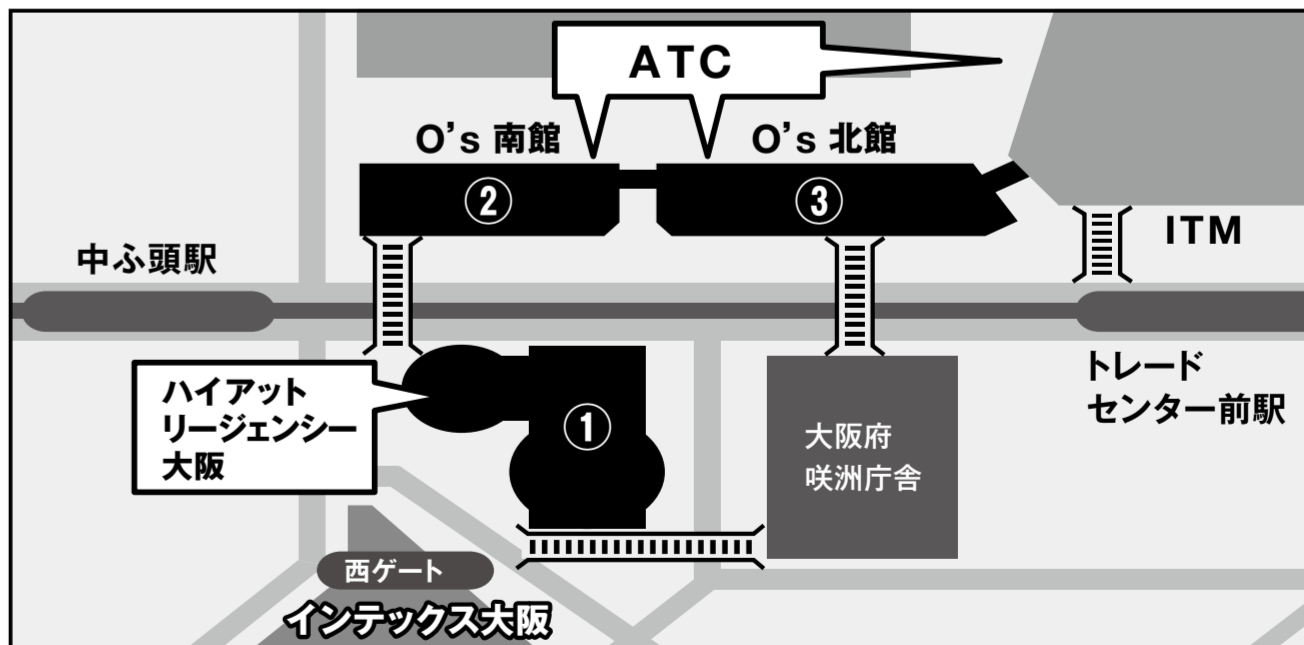 ATC
O's 南館
O's 北館
②
③
ITM
中ふ頭駅
ハイアット
リージェンシー
大阪
①
トレード
センター前駅
大阪府
咲洲庁舎
西ゲート
インテックス大阪